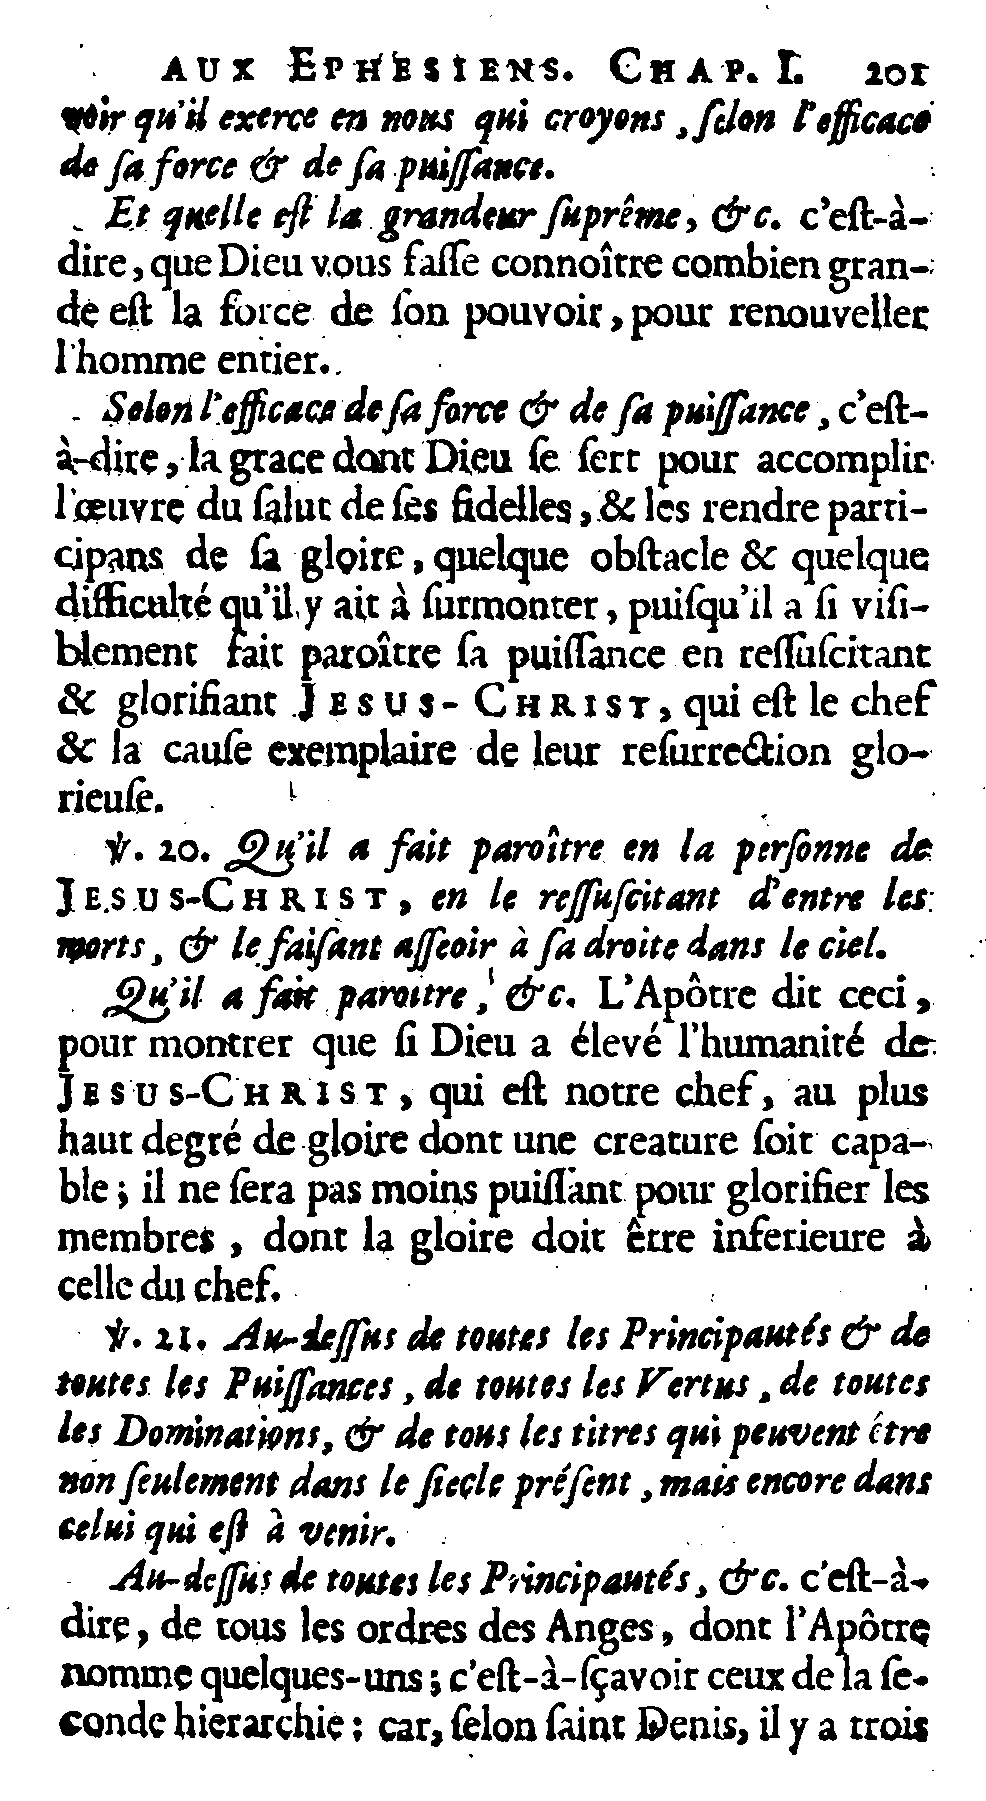 AUX EPHESIENS. CHAP. I. 201
voir qu'il exerce en nous qui croyons, ſelon l'efficace
de ſa force & de ſa puiſſance.
Et quelle eſt la grandeur ſuprême, &c. c'eſt-à-
dire, que Dieu vous faſſe connoître combien gran-
de eſt la force de ſon pouvoir, pour renouveller
l'homme entier.
Selon l'efficace de ſa force & de ſa puiſſance, c'eſt-
à-dire, la grace dont Dieu ſe ſert pour accomplir
l'œuvre du ſalut de ſes fidelles, & les rendre parti-
cipans de ſa gloire, quelque obſtacle & quelque
difficulté qu'il y ait à ſurmonter, puiſqu'il a ſi viſi-
blement fait paroître ſa puiſſance en reſſuſcitant
& glorifiant JESUS-CHRIST, qui eſt le chef
& la cauſe exemplaire de leur reſurrection glo-
rieuſe.
℣. 20. Qu'il a fait paroître en la perſonne de
JESUS-CHRIST, en le reſſuſcitant d'entre les
morts, & le faiſant aſſeoir à ſa droite dans le ciel.
Qu'il a fait paroître, &c. L'Apôtre dit ceci,
pour montrer que ſi Dieu a élevé l'humanité de
JESUS-CHRIST, qui eſt notre chef, au plus
haut degré de gloire dont une creature ſoit capa-
ble; il ne ſera pas moins puiſſant pour glorifier les
membres, dont la gloire doit être inferieure à
celle du chef.
℣. 21. Au-deſſus de toutes les Principautés & de
toutes les Puiſſances, de toutes les Vertus, de toutes
les Dominations, & de tous les titres qui peuvent être
non ſeulement dans le ſiecle préſent, mais encore dans
celui qui eſt à venir.
Au-deſſus de toutes les Principautés, &c. c'eſt-à-
dire, de tous les ordres des Anges, dont l'Apôtre
nomme quelques-uns; c'eſt-à-ſçavoir ceux de la ſe-
conde hierarchie: car, ſelon ſaint Denis, il y a trois